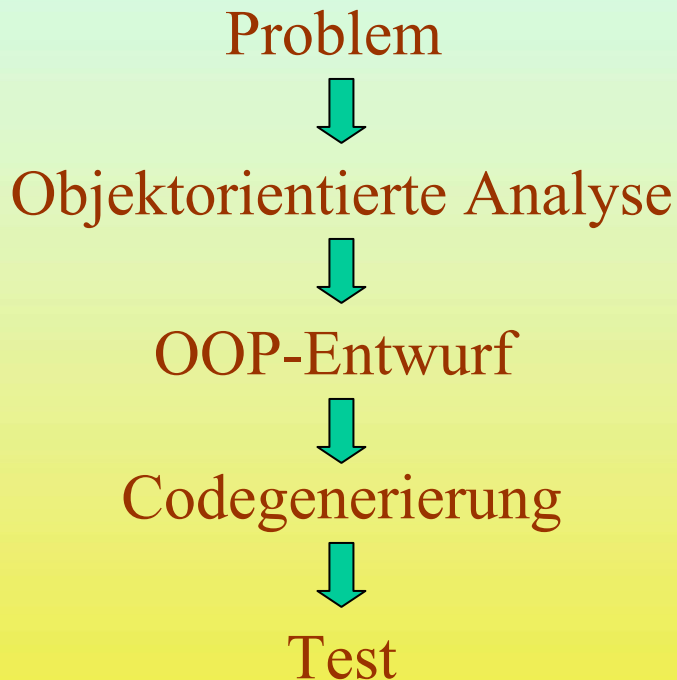 Problem
Objektorientierte Analyse
OOP-Entwurf
Codegenerierung
Test